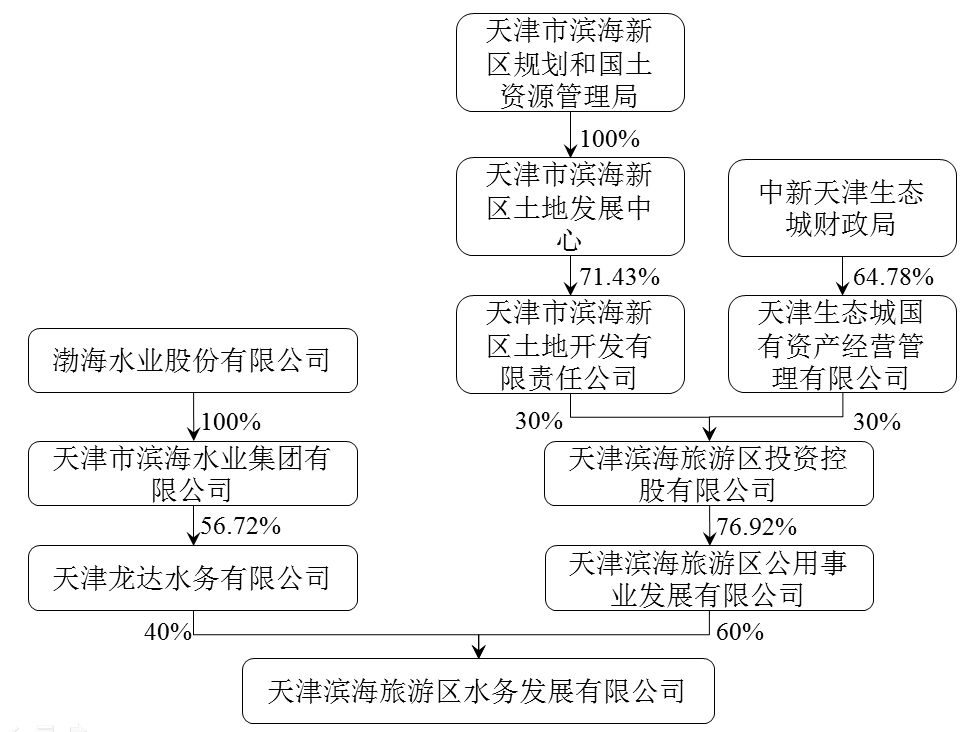 天津市滨海新
区规划和国土
资源管理局
100%
天津市滨海新
区土地发展中
心
中新天津生态
城财政局
71.43%
64.78%
天津市滨海新
区土地开发有
限责任公司
天津生态城国
有资产经营管
理有限公司
渤海水业股份有限公司
30%
30%
100%
天津市滨海水业集团有
限公司
天津滨海旅游区投资控
股有限公司
56.72%
76.92%
天津龙达水务有限公司
天津滨海旅游区公用事
业发展有限公司
40%
60%
天津滨海旅游区水务发展有限公司